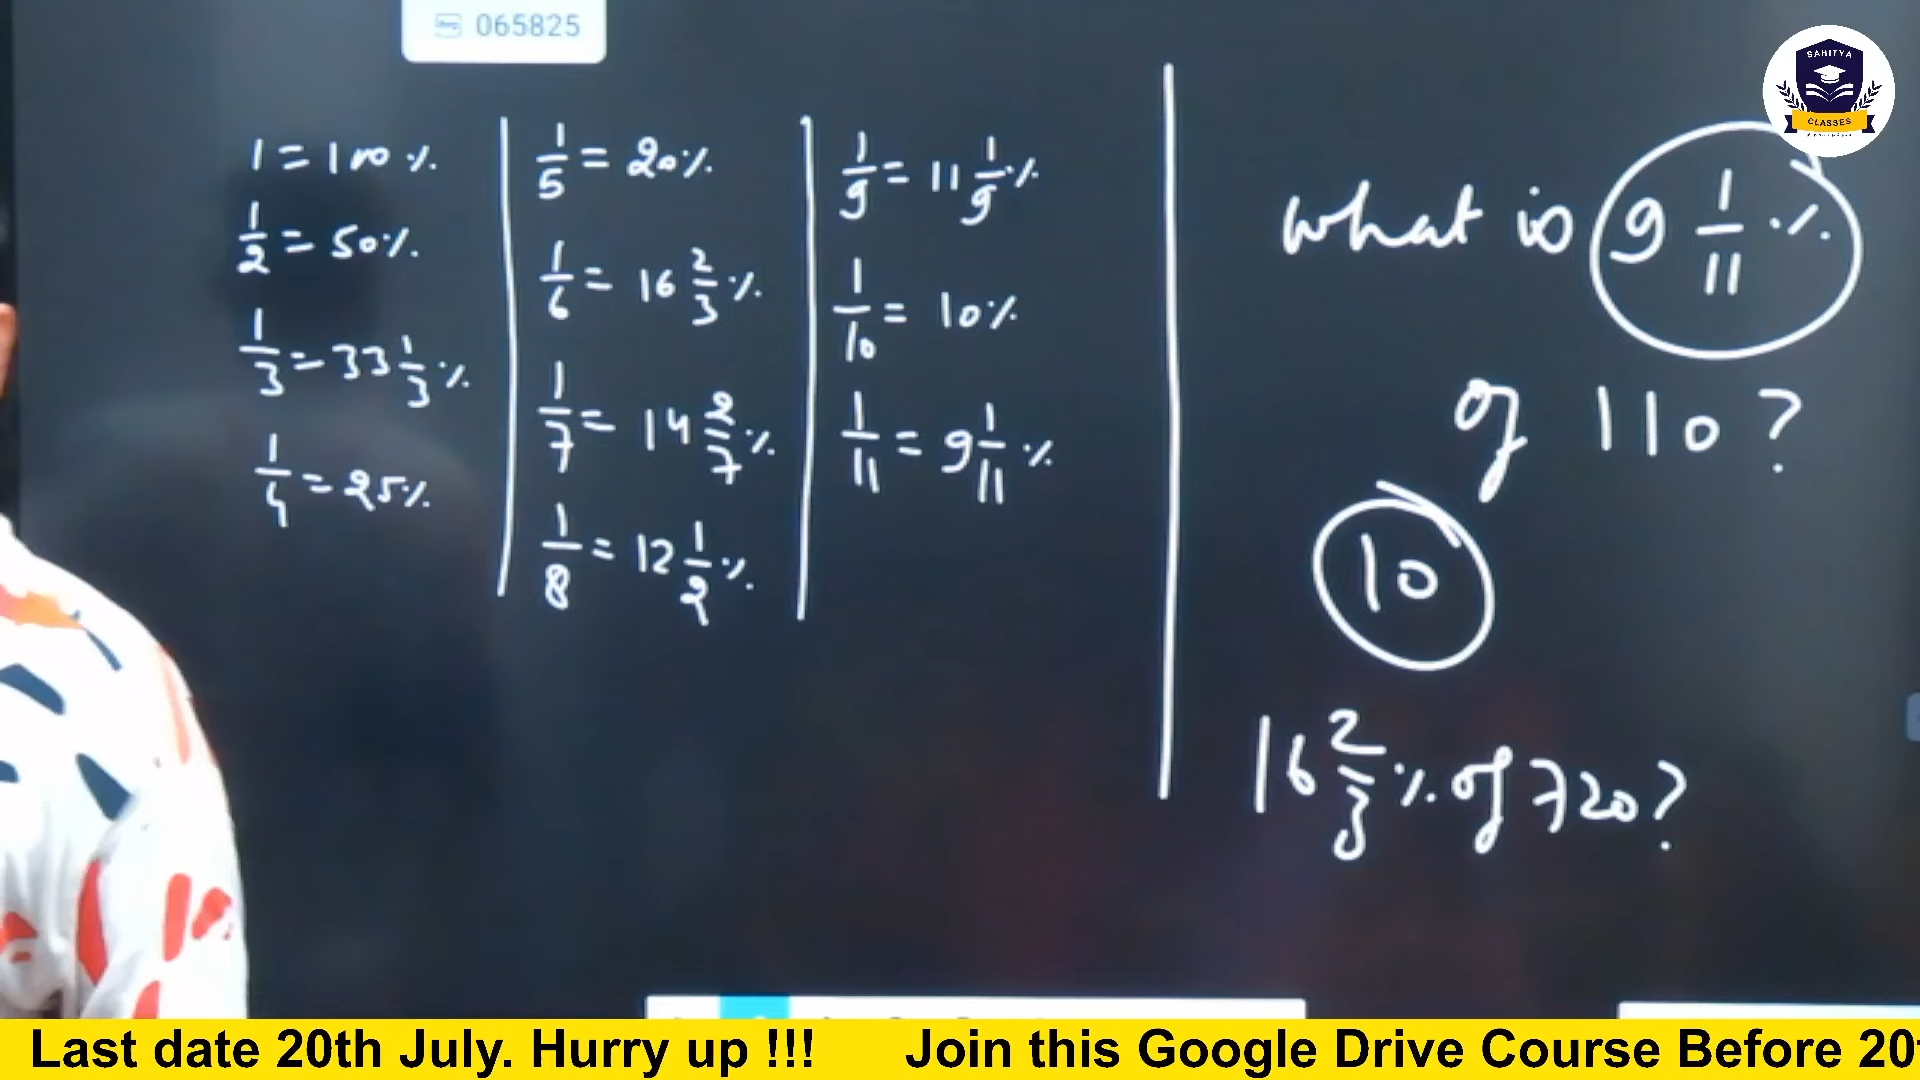 065825
SAHITYA
CLASSES
1 = 100 %
1/2 = 50 %
1/3 = 33 1/3 %
1/4 = 25 %
1/5 = 20 %
1/6 = 16 2/3 %
1/7 = 14 2/7 %
1/8 = 12 1/2 %
1/9 = 11 1/9 %
1/10 = 10 %
1/11 = 9 1/11 %
what is 9 1/11 %
of 110 ?
10
16 2/3 % of 720 ?
Last date 20th July. Hurry up !!! Join this Google Drive Course Before 20